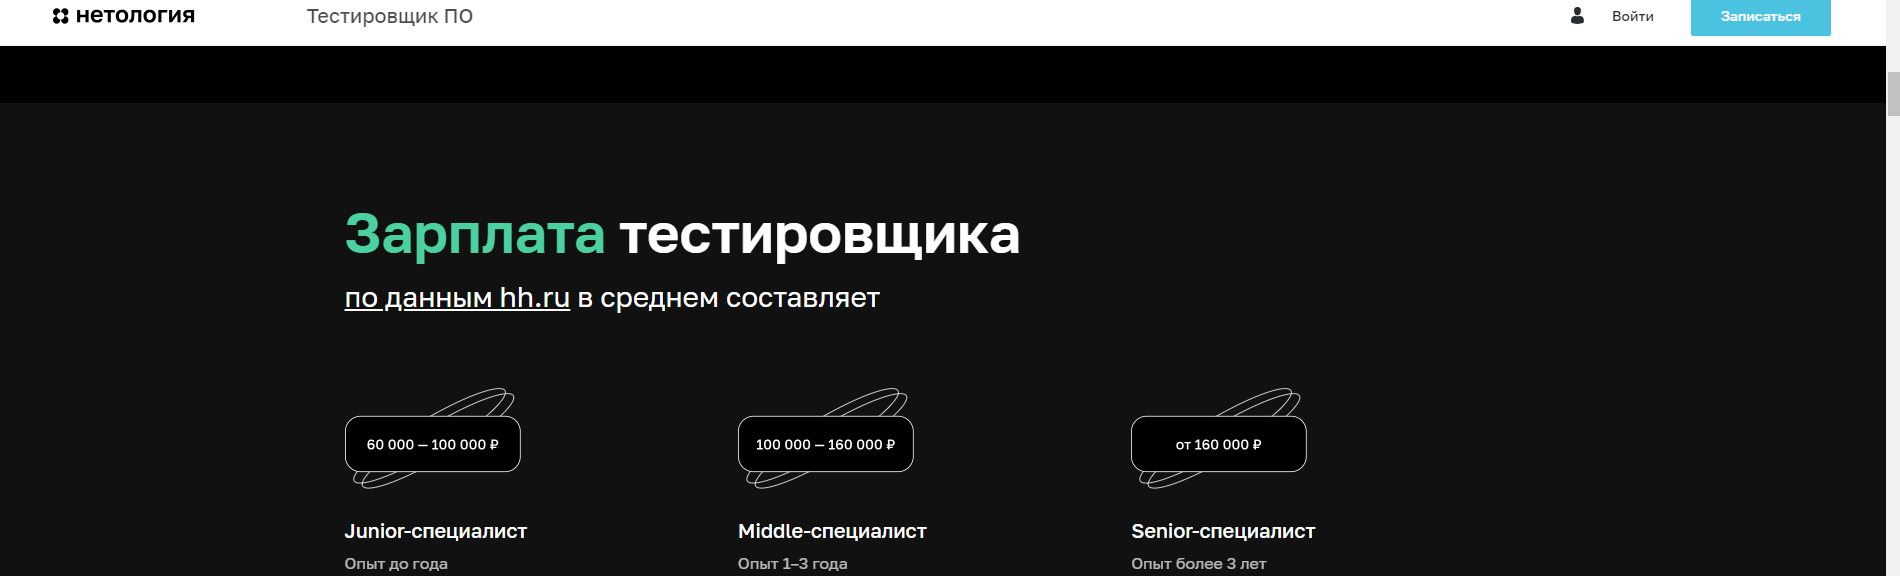 нетология
Тестировщик ПО
Войти
Записаться
Зарплата тестировщика
по данным hh.ru в среднем составляет
60 000 — 100 000 ₽
100 000 — 160 000 ₽
от 160 000 ₽
Junior-специалист
Middle-специалист
Senior-специалист
Опыт до года
Опыт 1–3 года
Опыт более 3 лет